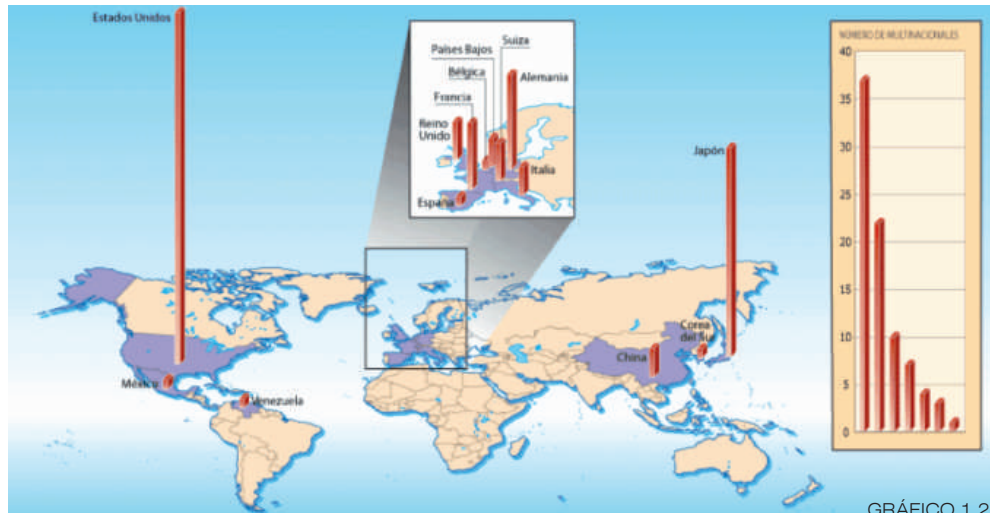 Estados Unidos
Suiza
Países Bajos
Bélgica
Alemania
Francia
Reino
Unido
Italia
España
Japón
Corea
del Sur
China
México
Venezuela
NÚMERO DE MULTINACIONALES
40
35
30
25
20
15
10
5
0
GRÁFICO 1.2